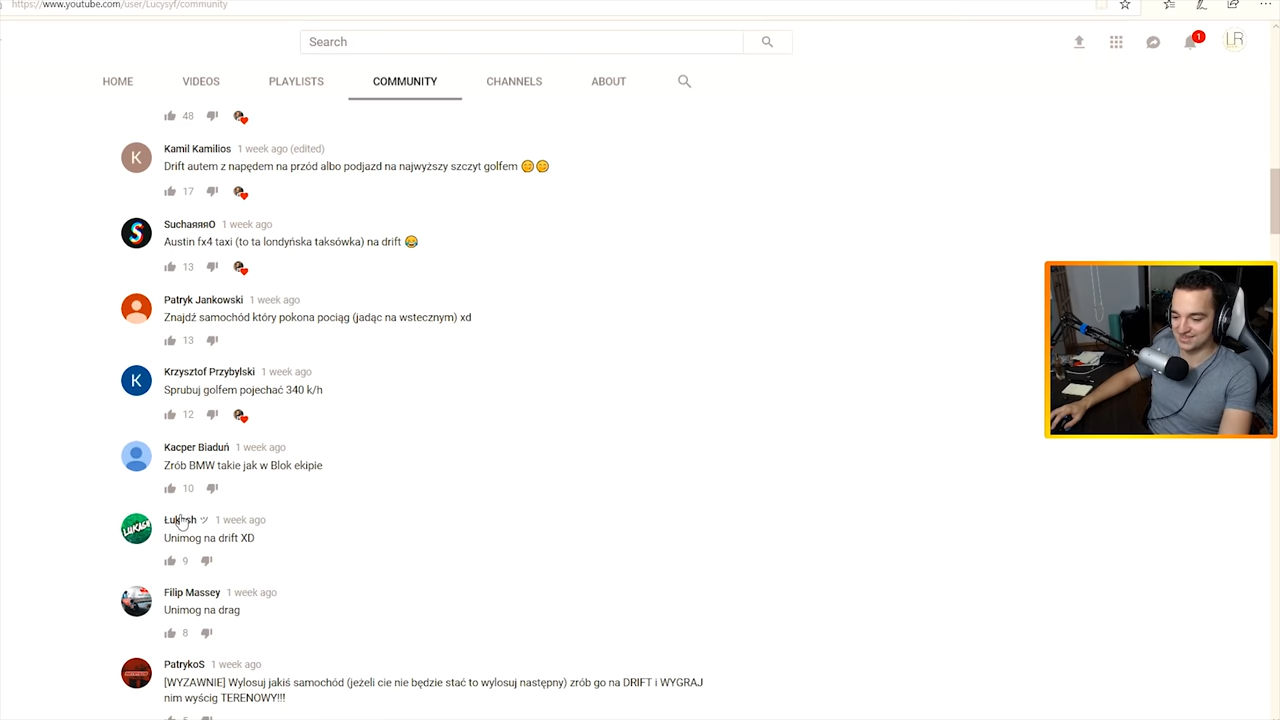 https://www.youtube.com/user/Lucysyf/community
Search
1
LR
HOME VIDEOS PLAYLISTS COMMUNITY CHANNELS ABOUT
48
K
Kamil Kamilios 1 week ago (edited)
Drift autem z napędem na przód albo podjazd na najwyższy szczyt golfem 😊😊
17
S
SuchaяяяO 1 week ago
Austin fx4 taxi (to ta londyńska taksówka) na drift 😂
13
Patryk Jankowski 1 week ago
Znajdź samochód który pokona pociąg (jadąc na wstecznym) xd
13
K
Krzysztof Przybylski 1 week ago
Sprubuj golfem pojechać 340 k/h
12
Kacper Biaduń 1 week ago
Zrób BMW takie jak w Blok ekipie
10
LUKASH
Łukash ツ 1 week ago
Unimog na drift XD
9
Filip Massey 1 week ago
Unimog na drag
8
PatrykoS 1 week ago
[WYZAWNIE] Wylosuj jakiś samochód (jeżeli cie nie będzie stać to wylosuj następny) zrób go na DRIFT i WYGRAJ
nim wyścig TERENOWY!!!